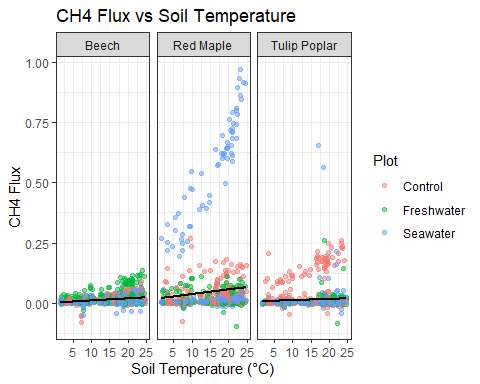 CH4 Flux vs Soil Temperature
Beech Red Maple Tulip Poplar
1.00
0.75
0.50
0.25
0.00
CH4 Flux
5 10 15 20 25 5 10 15 20 25 5 10 15 20 25
Soil Temperature (°C)
Plot
Control
Freshwater
Seawater